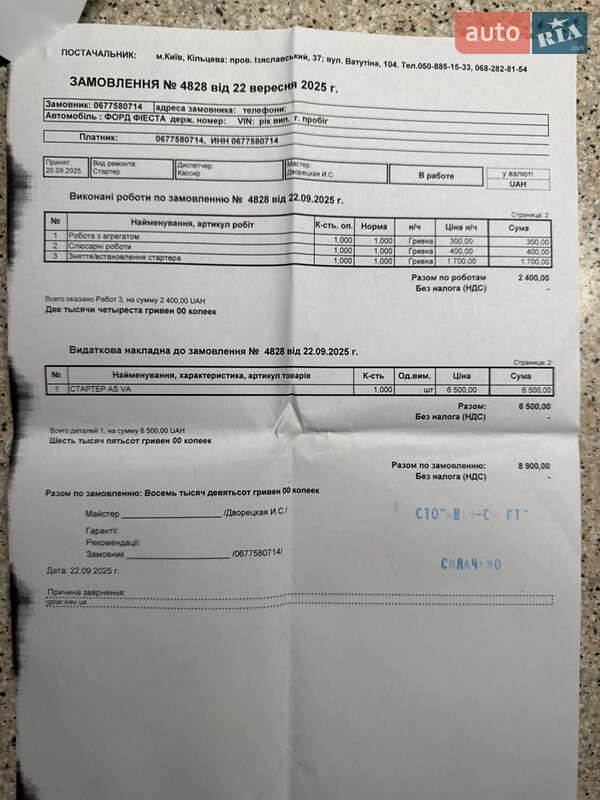 auto RIA .com
ПОСТАЧАЛЬНИК: м.Київ, Кільцева: пров. Ізяславський, 37; вул. Ватутіна, 104. Тел.050-885-15-33, 068-282-81-54
ЗАМОВЛЕННЯ № 4828 від 22 вересня 2025 г.
Замовник: 0677580714 адреса замовника: телефони:
Автомобіль : ФОРД ФІЕСТА держ. номер: VIN: рік вип. г. пробіг
Платник: 0677580714, ИНН 0677580714
Прийнят: 20.09.2025 Вид ремонта: Стартер Диспетчер Кассир Мастер Дворецкая И.С. В работе у валюті UAH
Виконані роботи по замовленню № 4828 від 22.09.2025 г.
Страница: 2
№ Найменування, артикул робіт К-сть. оп. Норма н/ч Ціна н/ч Сума
1 Робота з агрегатом 1,000 1,000 Гривна 300,00 300,00
2 Слюсарні роботи 1,000 1,000 Гривна 400,00 400,00
3 Зняття/встановлення стартера 1,000 1,000 Гривна 1 700,00 1 700,00
Разом по роботам 2 400,00
Без налога (НДС) -
Всего оказано Работ 3, на сумму 2 400,00 UAH
Две тысячи четыреста гривен 00 копеек
Видаткова накладна до замовлення № 4828 від 22.09.2025 г.
Страница: 2
№ Найменування, характеристика, артикул товарів К-сть Од.вим. Ціна Сума
1 СТАРТЕР AS VA 1,000 шт 6 500,00 6 500,00
Разом: 6 500,00
Без налога (НДС) -
Всего деталей 1, на сумму 6 500,00 UAH
Шесть тысяч пятьсот гривен 00 копеек
Разом по замовленню: 8 900,00
Без налога (НДС) -
Разом по замовленню: Восемь тысяч девятьсот гривен 00 копеек
Майстер /Дворецкая И.С/
Гарантії:
Рекомендації:
Замовник /0677580714/
Дата: 22.09.2025 г.
Причина звернення:
gstar.kiev.ua